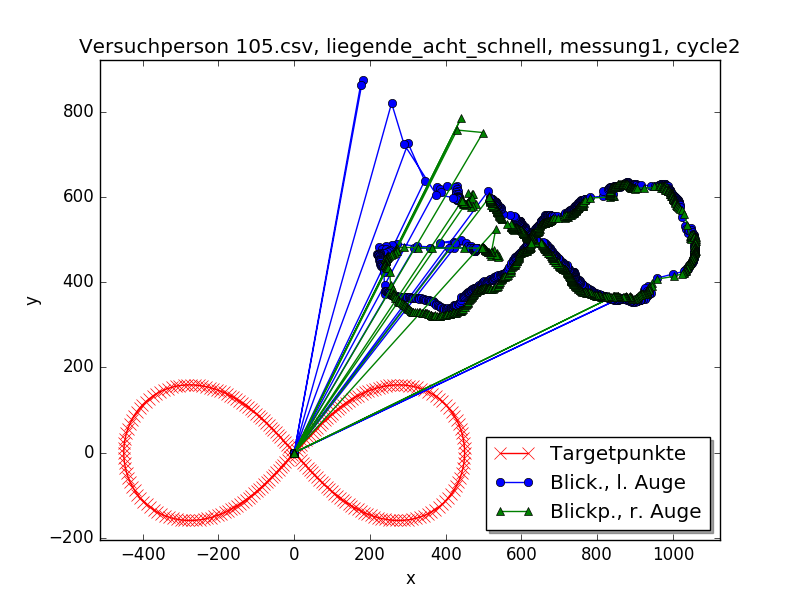 Versuchperson 105.csv, liegende_acht_schnell, messung1, cycle2
800
600
400
200
0
−200
y
−400 −200 0 200 400 600 800 1000
x
Targetpunkte
Blick., l. Auge
Blickp., r. Auge